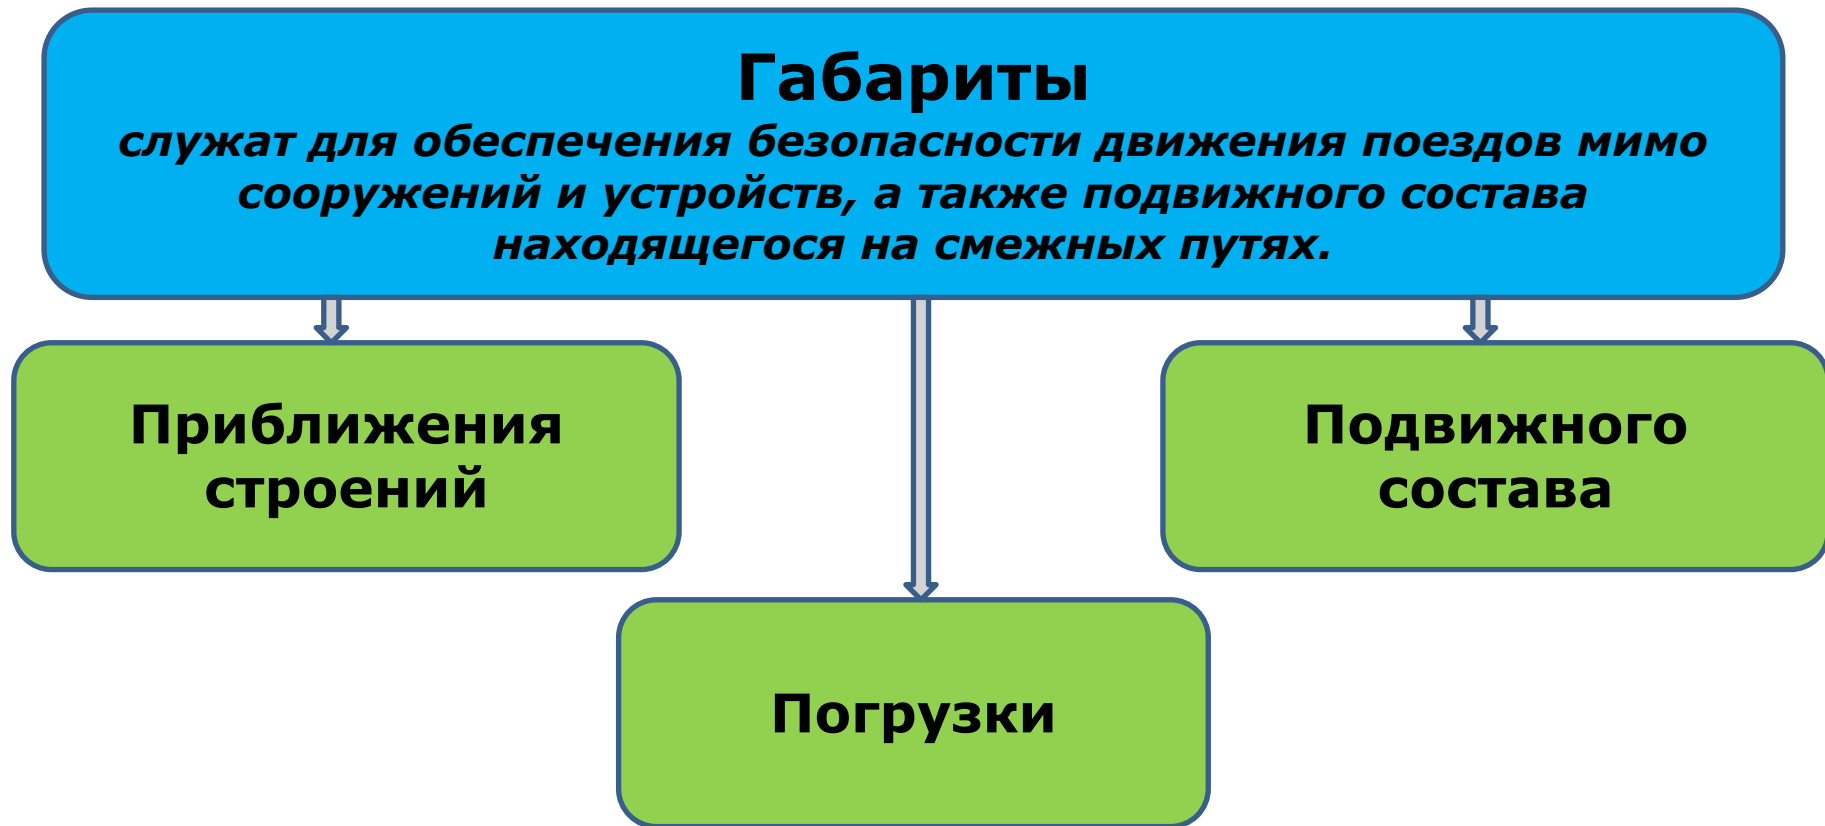 Габариты
служат для обеспечения безопасности движения поездов мимо
сооружений и устройств, а также подвижного состава
находящегося на смежных путях.
Приближения
строений
Подвижного
состава
Погрузки